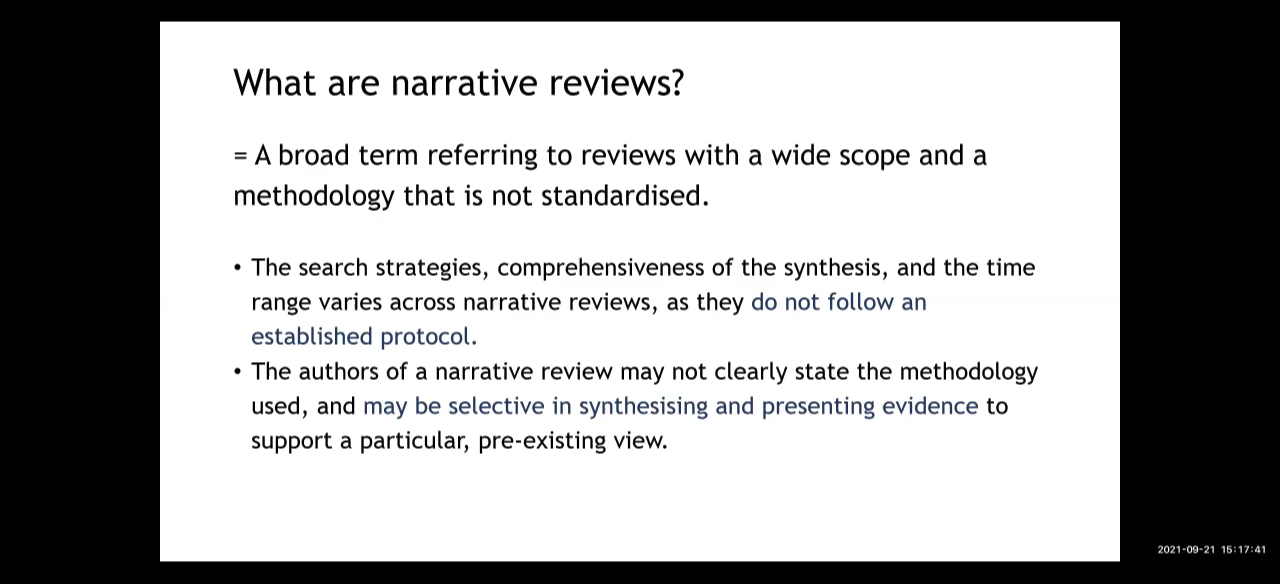 What are narrative reviews?
= A broad term referring to reviews with a wide scope and a
methodology that is not standardised.
• The search strategies, comprehensiveness of the synthesis, and the time
range varies across narrative reviews, as they do not follow an
established protocol.
• The authors of a narrative review may not clearly state the methodology
used, and may be selective in synthesising and presenting evidence to
support a particular, pre-existing view.
2021-09-21 15:17:41